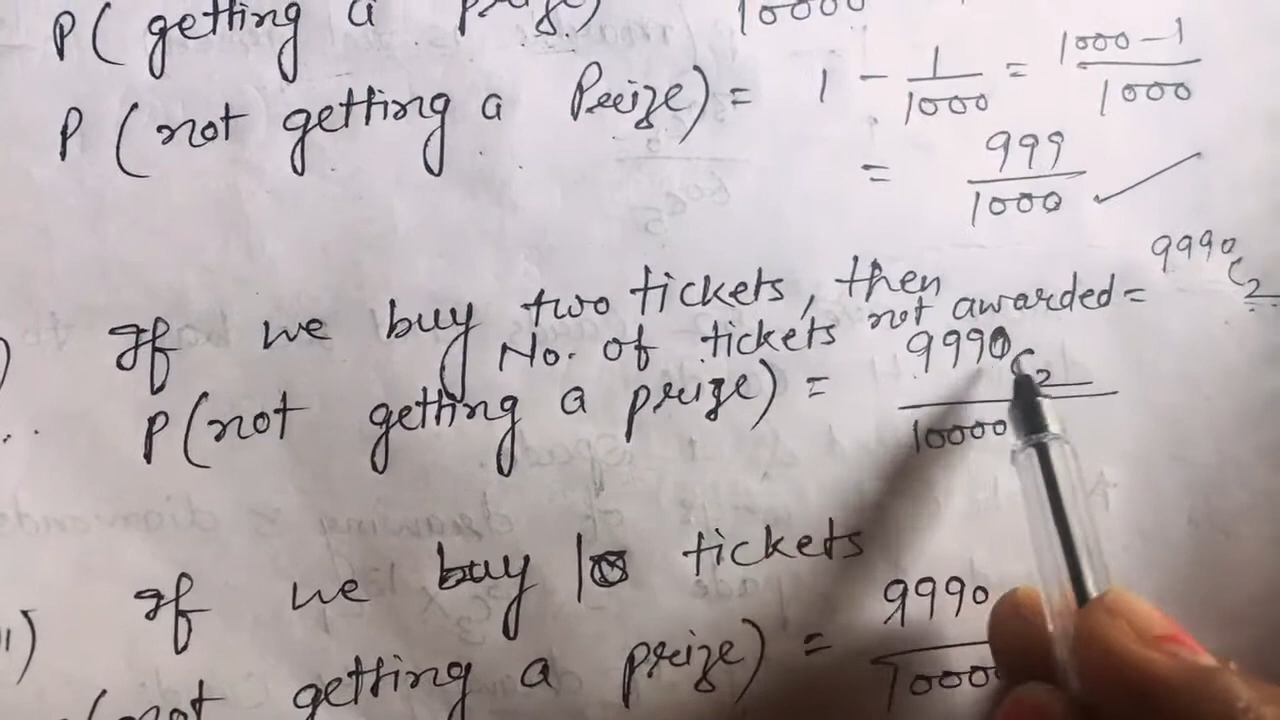 P( getting a prize) 10000
P (not getting a Prize) = 1 - 1/1000 = 1000-1/1000
= 999/1000 ✓
If we buy two tickets, then
No. of tickets not awarded = 9990C2
P(not getting a prize) = 9990C2/10000
If we buy 10 tickets
(not getting a prize) = 9990/10000